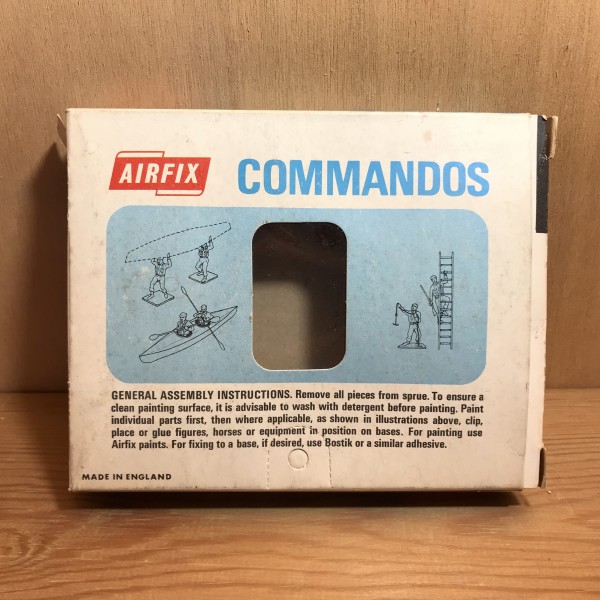 AIRFIX
COMMANDOS
GENERAL ASSEMBLY INSTRUCTIONS. Remove all pieces from sprue. To ensure a
clean painting surface, it is advisable to wash with detergent before painting. Paint
individual parts first, then where applicable, as shown in illustrations above, clip,
place or glue figures, horses or equipment in position on bases. For painting use
Airfix paints. For fixing to a base, if desired, use Bostik or a similar adhesive.
MADE IN ENGLAND